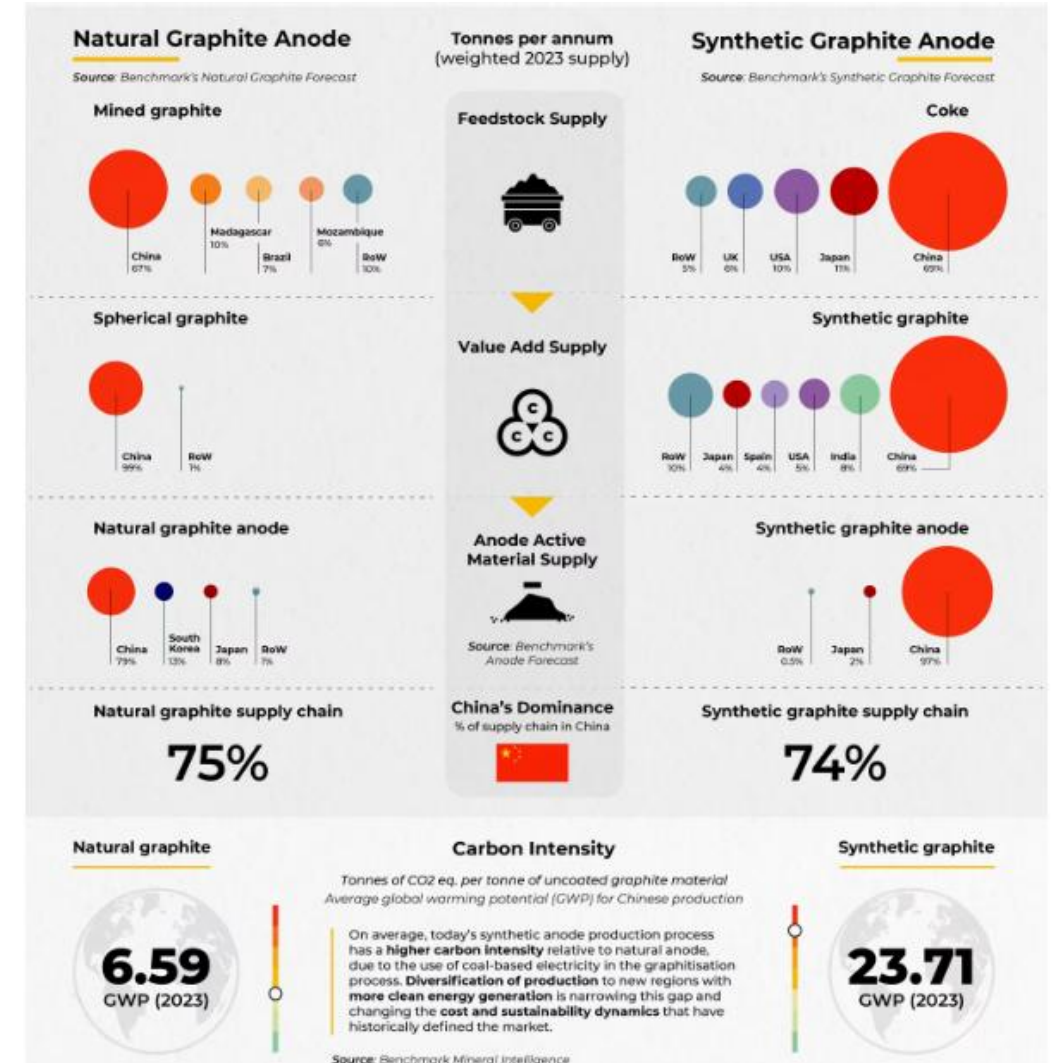 Natural Graphite Anode
Source: Benchmark's Natural Graphite Forecast
Tonnes per annum
(weighted 2023 supply)
Synthetic Graphite Anode
Source: Benchmark's Synthetic Graphite Forecast
Mined graphite
China
67%
Madagascar
10%
Brazil
7%
Mozambique
6%
RoW
10%
Feedstock Supply
Coke
RoW
5%
UK
6%
USA
10%
Japan
11%
China
69%
Spherical graphite
China
99%
RoW
1%
Value Add Supply
C
C C
Synthetic graphite
RoW
10%
Japan
4%
Spain
4%
USA
5%
India
8%
China
69%
Natural graphite anode
China
79%
South
Korea
13%
Japan
8%
RoW
1%
Anode Active
Material Supply
Source: Benchmark's
Anode Forecast
Synthetic graphite anode
RoW
0.5%
Japan
2%
China
97%
Natural graphite supply chain
75%
China's Dominance
% of supply chain in China
Synthetic graphite supply chain
74%
Natural graphite
6.59
GWP (2023)
Carbon Intensity
Tonnes of CO2 eq. per tonne of uncoated graphite material
Average global warming potential (GWP) for Chinese production
On average, today's synthetic anode production process
has a higher carbon intensity relative to natural anode,
due to the use of coal-based electricity in the graphitisation
process. Diversification of production to new regions with
more clean energy generation is narrowing this gap and
changing the cost and sustainability dynamics that have
historically defined the market.
Source: Benchmark Mineral Intelligence
Synthetic graphite
23.71
GWP (2023)